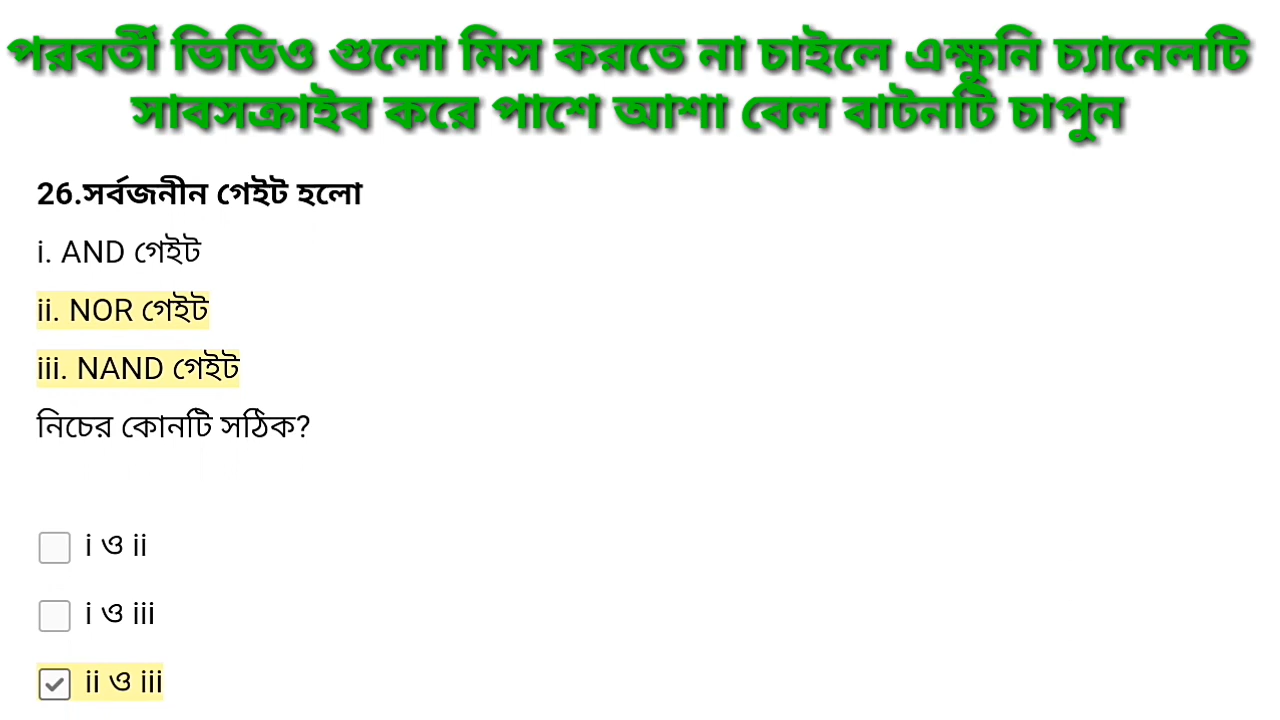 পরবর্তী ভিডিও গুলো মিস করতে না চাইলে এক্ষুনি চ্যানেলটি
সাবসক্রাইব করে পাশে আশা বেল বাটনটি চাপুন
26.সর্বজনীন গেইট হলো
i. AND গেইট
ii. NOR গেইট
iii. NAND গেইট
নিচের কোনটি সঠিক?
i ও ii
i ও iii
ii ও iii